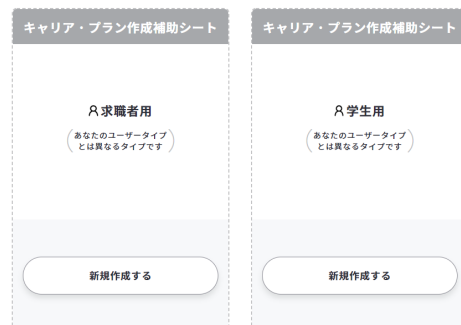 キャリア・プラン作成補助シート
求職者用
あなたのユーザータイプ
とは異なるタイプです
新規作成する
キャリア・プラン作成補助シート
学生用
あなたのユーザータイプ
とは異なるタイプです
新規作成する